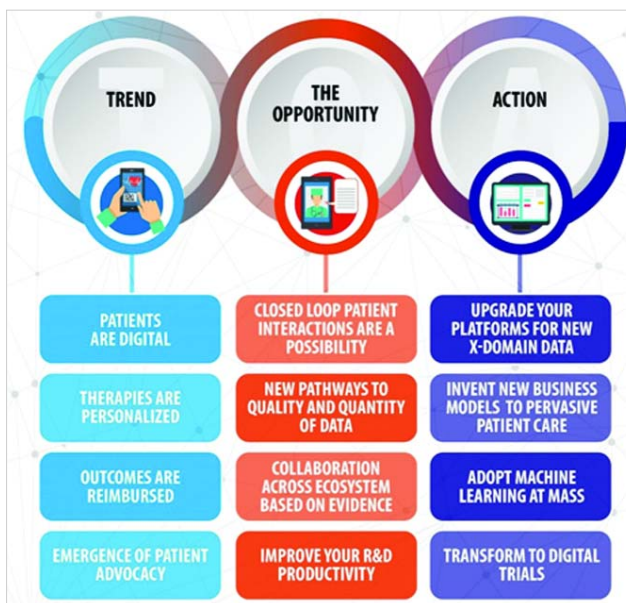 TREND
THE
OPPORTUNITY
ACTION
PATIENTS
ARE DIGITAL
CLOSED LOOP PATIENT
INTERACTIONS ARE A
POSSIBILITY
UPGRADE YOUR
PLATFORMS FOR NEW
X-DOMAIN DATA
THERAPIES ARE
PERSONALIZED
NEW PATHWAYS TO
QUALITY AND QUANTITY
OF DATA
INVENT NEW BUSINESS
MODELS TO PERVASIVE
PATIENT CARE
OUTCOMES ARE
REIMBURSED
COLLABORATION
ACROSS ECOSYSTEM
BASED ON EVIDENCE
ADOPT MACHINE
LEARNING AT MASS
EMERGENCE OF PATIENT
ADVOCACY
IMPROVE YOUR R&D
PRODUCTIVITY
TRANSFORM TO DIGITAL
TRIALS